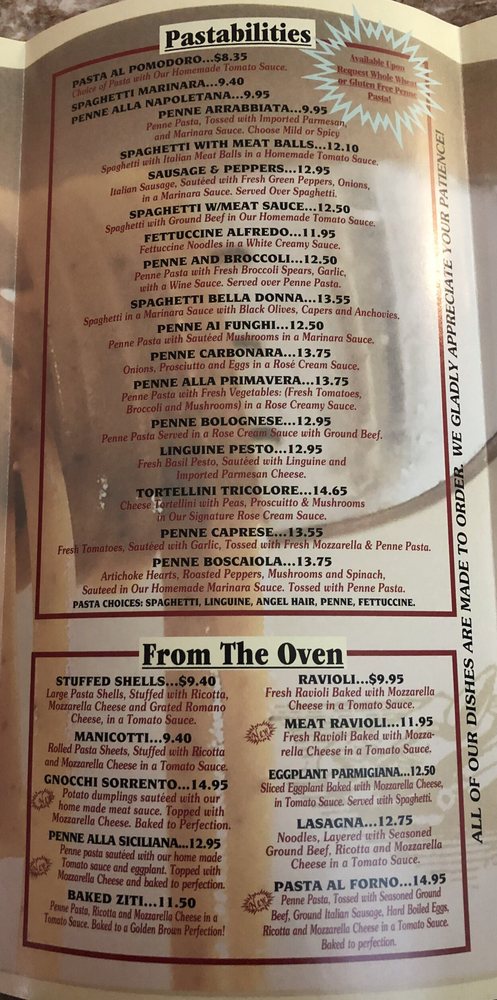 Pastabilities
Available Upon
Request Whole Wheat
or Gluten Free Penne
Pasta!
PASTA AL POMODORO...$8.35
Choice of Pasta with Our Homemade Tomato Sauce.
SPAGHETTI MARINARA...9.40
PENNE ALLA NAPOLETANA...9.95
PENNE ARRABBIATA...9.95
Penne Pasta, Tossed with Imported Parmesan,
and Marinara Sauce. Choose Mild or Spicy
SPAGHETTI WITH MEAT BALLS...12.10
Spaghetti with Italian Meat Balls in a Homemade Tomato Sauce.
SAUSAGE & PEPPERS...12.95
Italian Sausage, Sautéed with Fresh Green Peppers, Onions,
in a Marinara Sauce. Served Over Spaghetti.
SPAGHETTI W/MEAT SAUCE...12.50
Spaghetti with Ground Beef in Our Homemade Tomato Sauce.
FETTUCCINE ALFREDO...11.95
Fettuccine Noodles in a White Creamy Sauce.
PENNE AND BROCCOLI...12.50
Penne Pasta with Fresh Broccoli Spears, Garlic,
with a Wine Sauce. Served over Penne Pasta.
SPAGHETTI BELLA DONNA...13.55
Spaghetti in a Marinara Sauce with Black Olives, Capers and Anchovies.
PENNE AI FUNGHI...12.50
Penne Pasta with Sautéed Mushrooms in a Marinara Sauce.
PENNE CARBONARA...13.75
Onions, Prosciutto and Eggs in a Rosé Cream Sauce.
PENNE ALLA PRIMAVERA...13.75
Penne Pasta with Fresh Vegetables: (Fresh Tomatoes,
Broccoli and Mushrooms) in a Rose Creamy Sauce.
PENNE BOLOGNESE...12.95
Penne Pasta Served in a Rose Cream Sauce with Ground Beef.
LINGUINE PESTO...12.95
Fresh Basil Pesto, Sautéed with Linguine and
Imported Parmesan Cheese.
TORTELLINI TRICOLORE...14.65
Cheese Tortellini with Peas, Proscuitto & Mushrooms
in Our Signature Rose Cream Sauce.
PENNE CAPRESE...13.55
Fresh Tomatoes, Sautéed with Garlic, Tossed with Fresh Mozzarella & Penne Pasta.
PENNE BOSCAIOLA...13.75
Artichoke Hearts, Roasted Peppers, Mushrooms and Spinach,
Sauteed in Our Homemade Marinara Sauce. Tossed with Penne Pasta.
PASTA CHOICES: SPAGHETTI, LINGUINE, ANGEL HAIR, PENNE, FETTUCCINE.
ALL OF OUR DISHES ARE MADE TO ORDER. WE GLADLY APPRECIATE YOUR PATIENCE!
From The Oven
STUFFED SHELLS...$9.40
Large Pasta Shells, Stuffed with Ricotta,
Mozzarella Cheese and Grated Romano
Cheese, in a Tomato Sauce.
MANICOTTI...9.40
Rolled Pasta Sheets, Stuffed with Ricotta
and Mozzarella Cheese in a Tomato Sauce.
GNOCCHI SORRENTO...14.95
New
Potato dumplings sautéed with our
home made meat sauce. Topped with
Mozzarella Cheese. Baked to Perfection.
PENNE ALLA SICILIANA...12.95
New
Penne pasta sautéed with our home made
Tomato sauce and eggplant. Topped with
Mozzarella Cheese and baked to perfection.
BAKED ZITI...11.50
Penne Pasta, Ricotta and Mozzarella Cheese in a
Tomato Sauce. Baked to a Golden Brown Perfection!
RAVIOLI...$9.95
Fresh Ravioli Baked with Mozzarella
Cheese in a Tomato Sauce.
New
MEAT RAVIOLI...11.95
Fresh Ravioli Baked with Mozza-
rella Cheese in a Tomato Sauce.
EGGPLANT PARMIGIANA...12.50
Sliced Eggplant Baked with Mozzarella Cheese,
in Tomato Sauce. Served with Spaghetti.
LASAGNA...12.75
Noodles, Layered with Seasoned
Ground Beef, Ricotta and Mozzarella
Cheese in a Tomato Sauce.
New
PASTA AL FORNO...14.95
Penne Pasta, Tossed with Seasoned Ground
Beef, Ground Italian Sausage, Hard Boiled Eggs,
Ricotta and Mozzarella Cheese in a Tomato Sauce.
Baked to perfection.